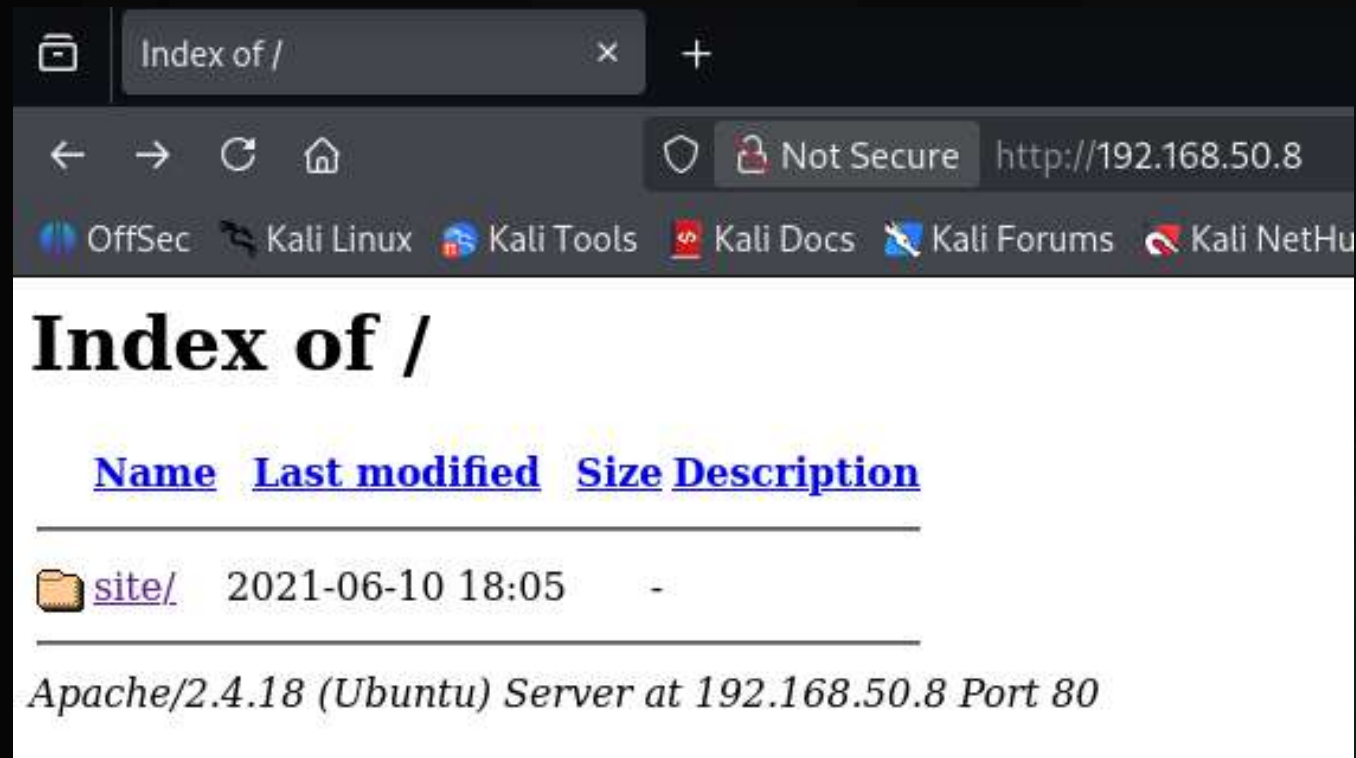 Index of /
Not Secure http://192.168.50.8
OffSec Kali Linux Kali Tools Kali Docs Kali Forums Kali NetHu
Index of /
Name Last modified Size Description
site/ 2021-06-10 18:05 -
Apache/2.4.18 (Ubuntu) Server at 192.168.50.8 Port 80